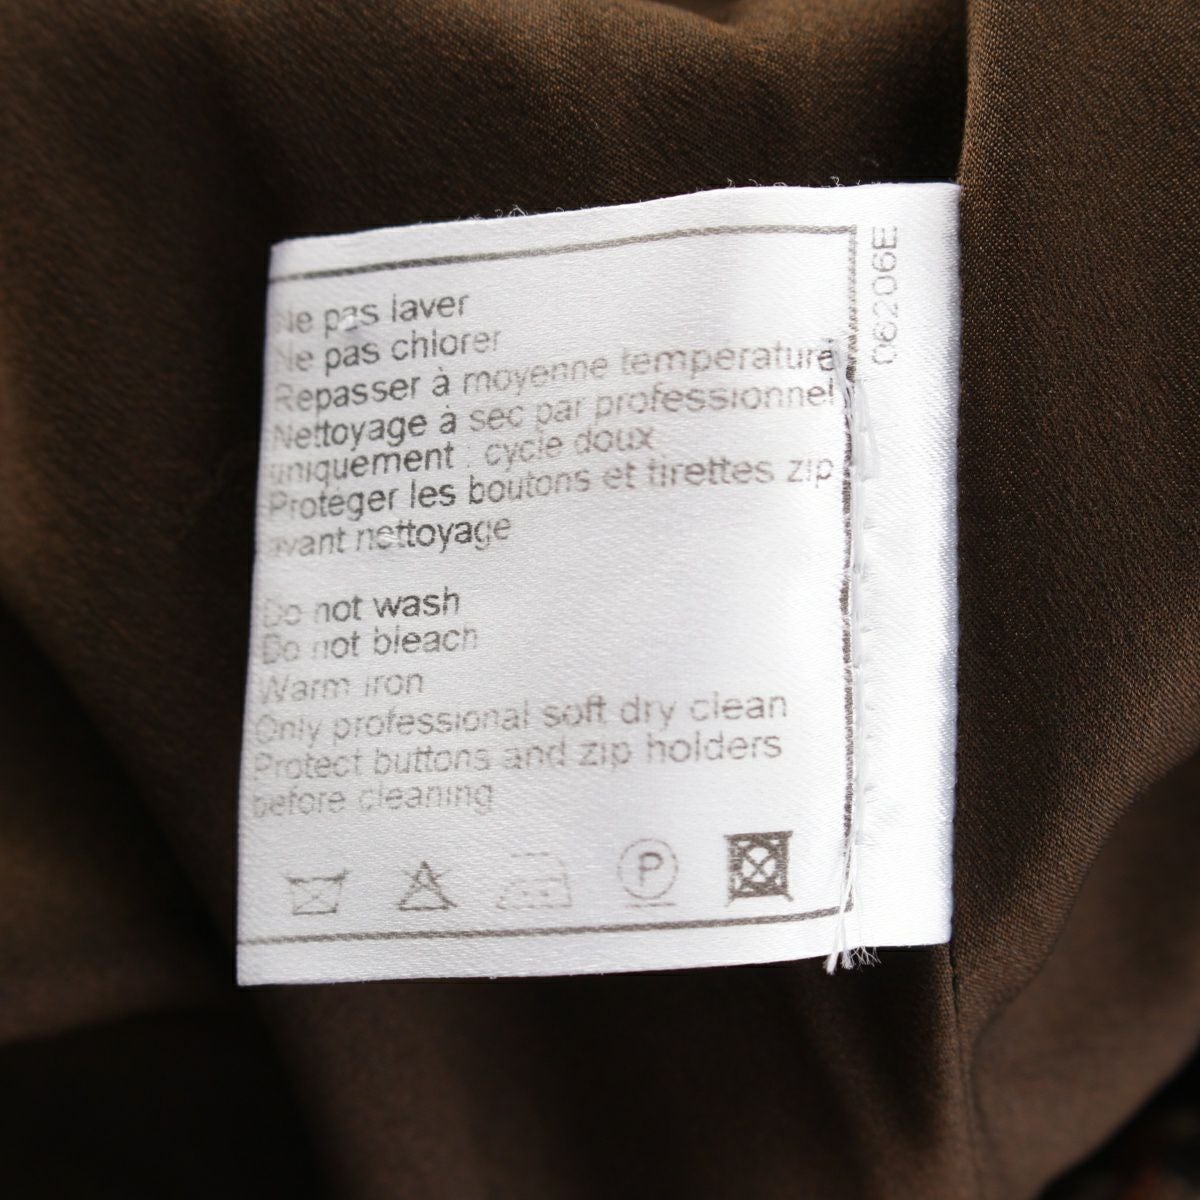 Ne pas laver
Ne pas chlorer
Repasser à moyenne température
Nettoyage à sec par professionnel
uniquement : cycle doux
Protéger les boutons et tirettes zip
avant nettoyage
Do not wash
Do not bleach
Warm iron
Only professional soft dry clean
Protect buttons and zip holders
before cleaning
P
06206E